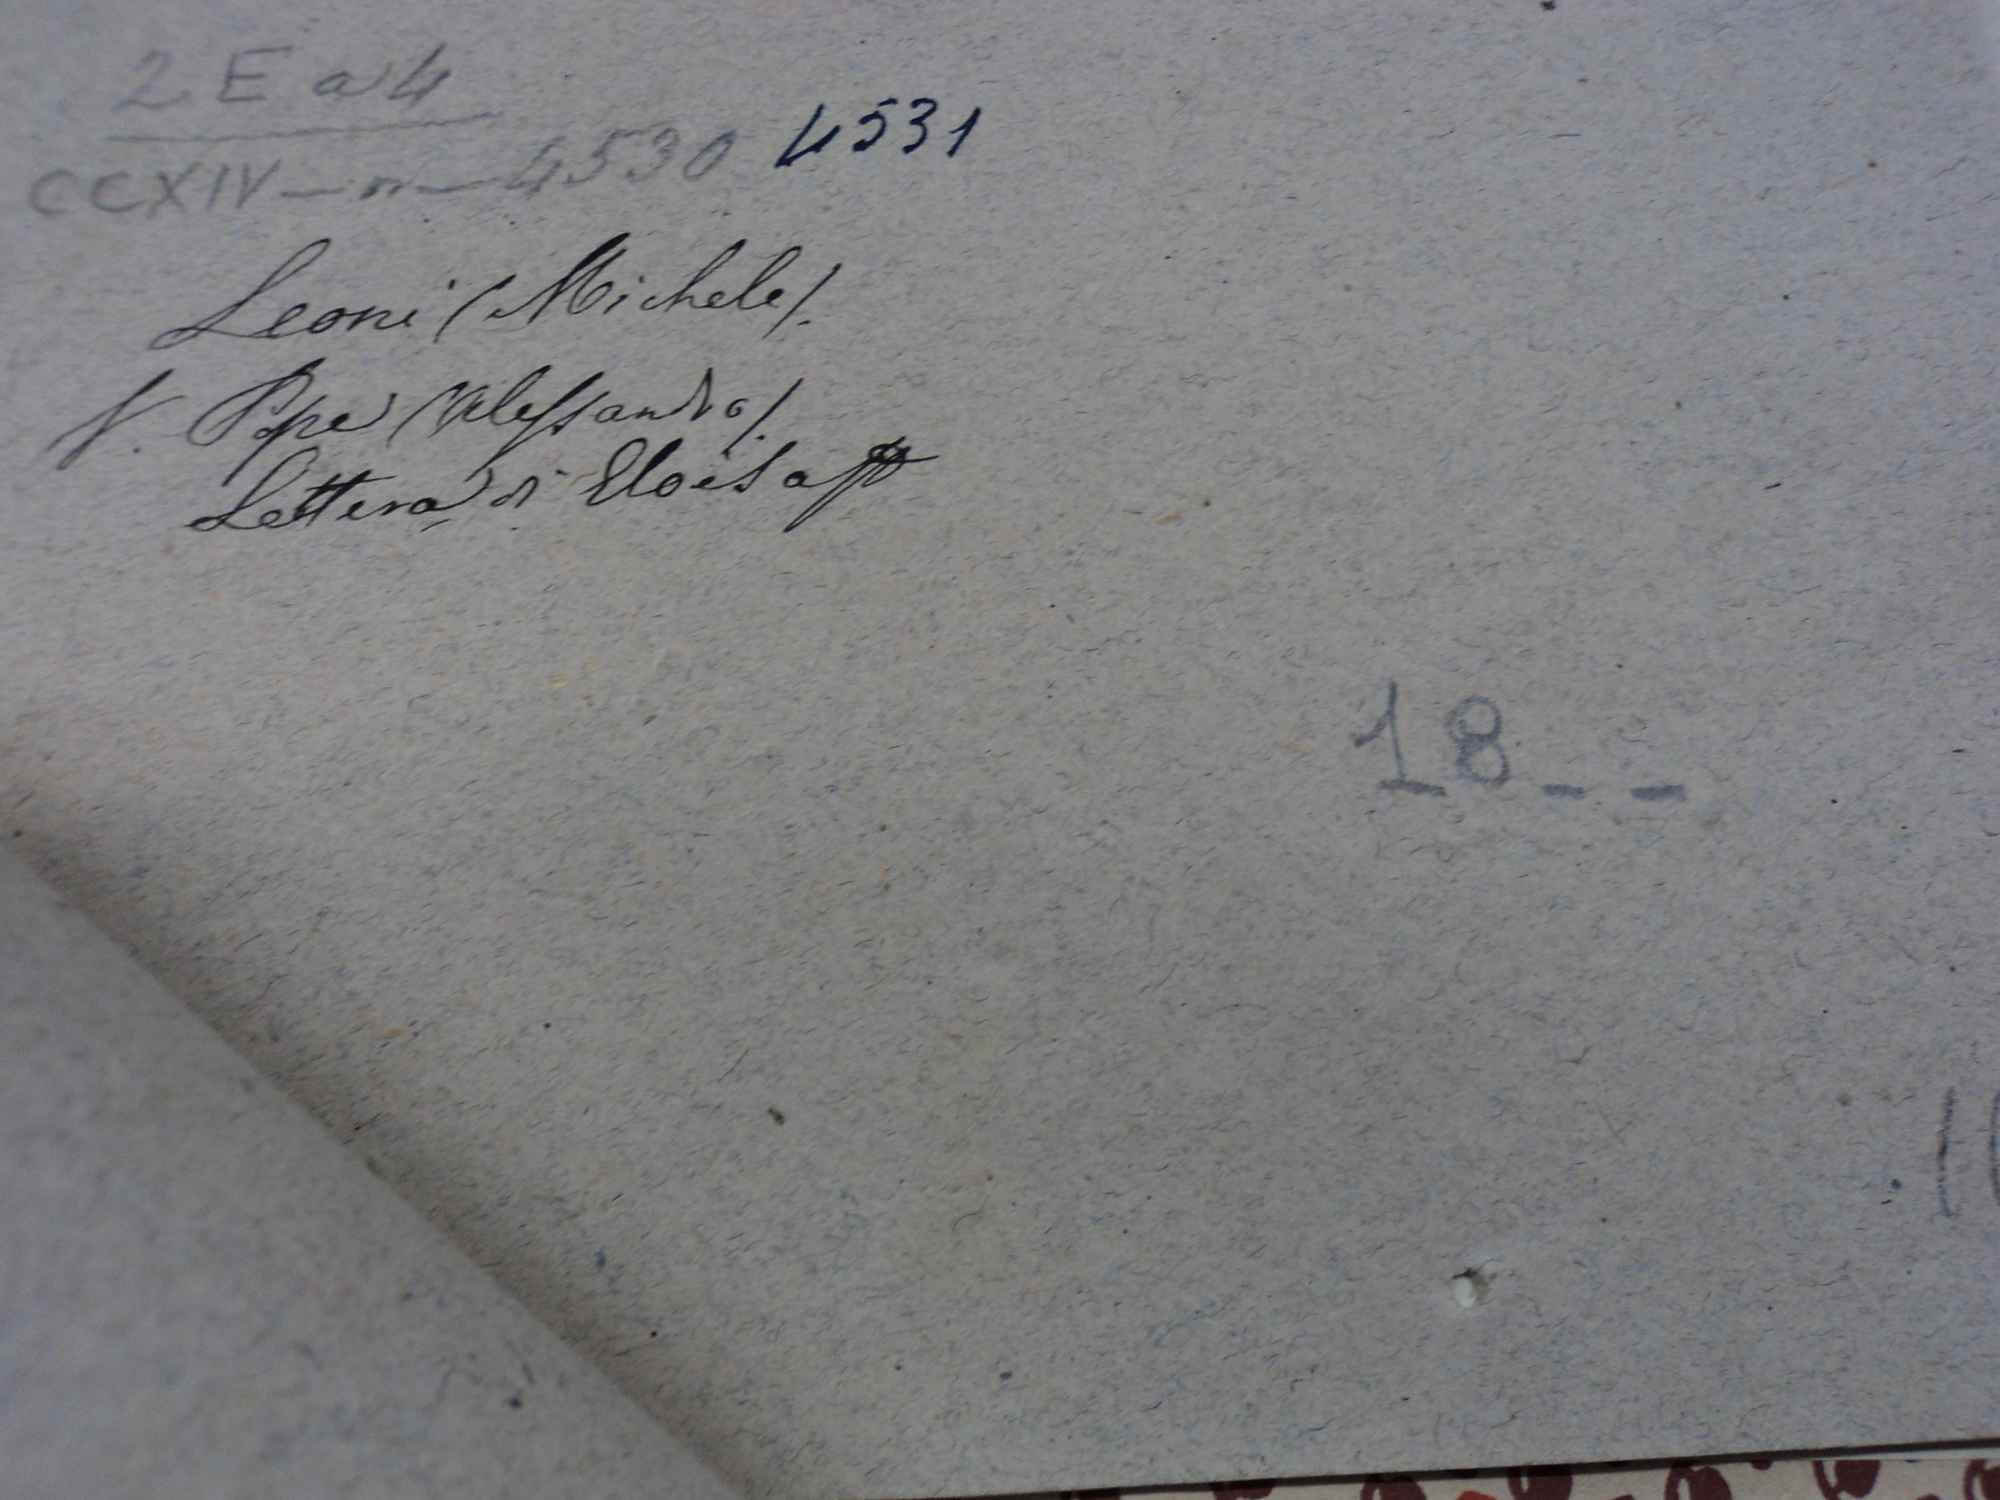 2 E a 4
CCXIV - n - 4530 4531
Leoni (Michele).
V. Pope (Alessandro).
Lettera di Eloisa
18 _ _